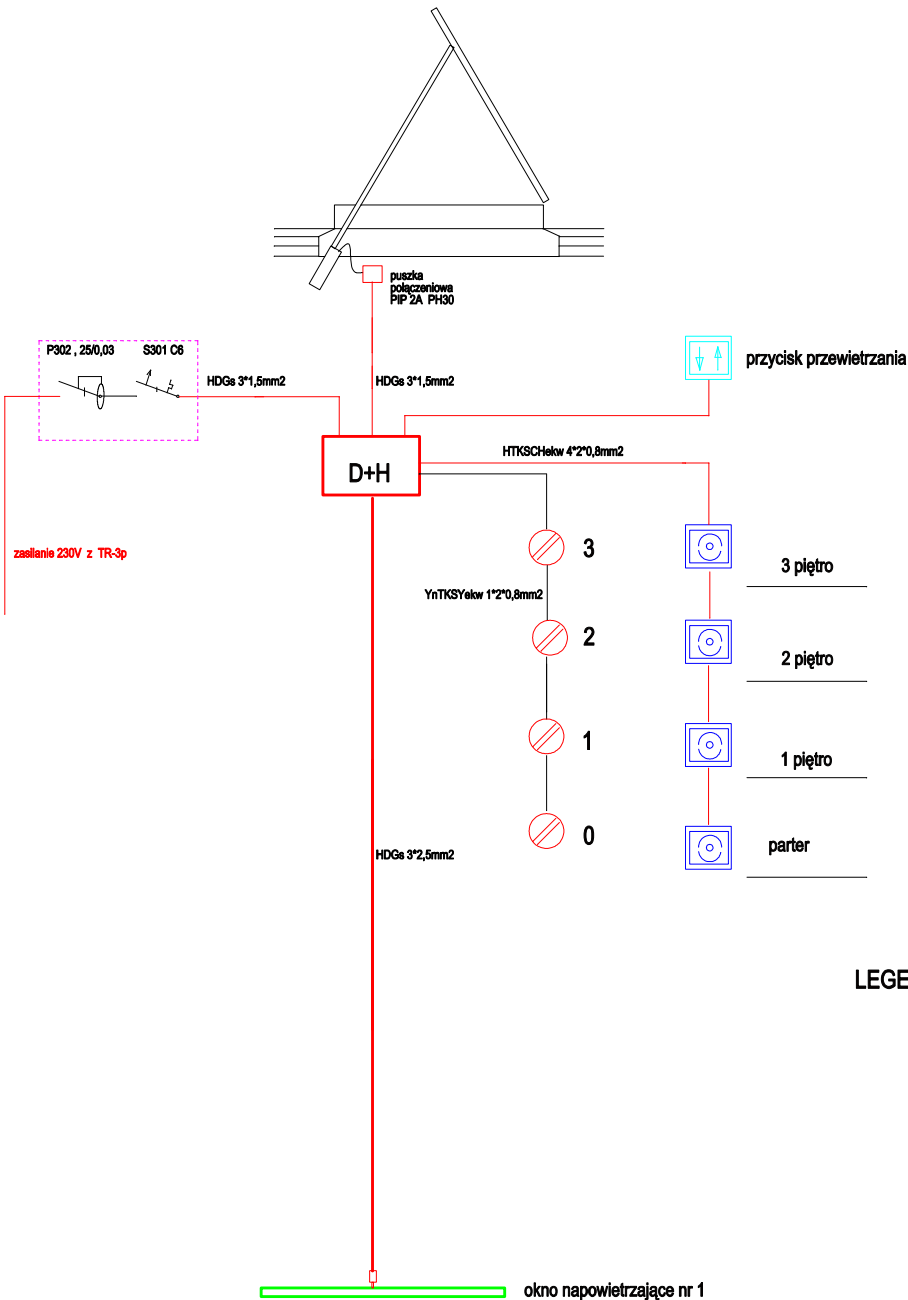 puszka
połączeniowa
PIP 2A PH30
P302 , 25/0,03
S301 C6
HDGs 3*1,5mm2
HDGs 3*1,5mm2
przycisk przewietrzania
D+H
HTKSCHekw 4*2*0,8mm2
zasilanie 230V z TR-3p
3
3 piętro
YnTKSYekw 1*2*0,8mm2
2
2 piętro
1
1 piętro
0
parter
HDGs 3*2,5mm2
LEGE
okno napowietrzające nr 1